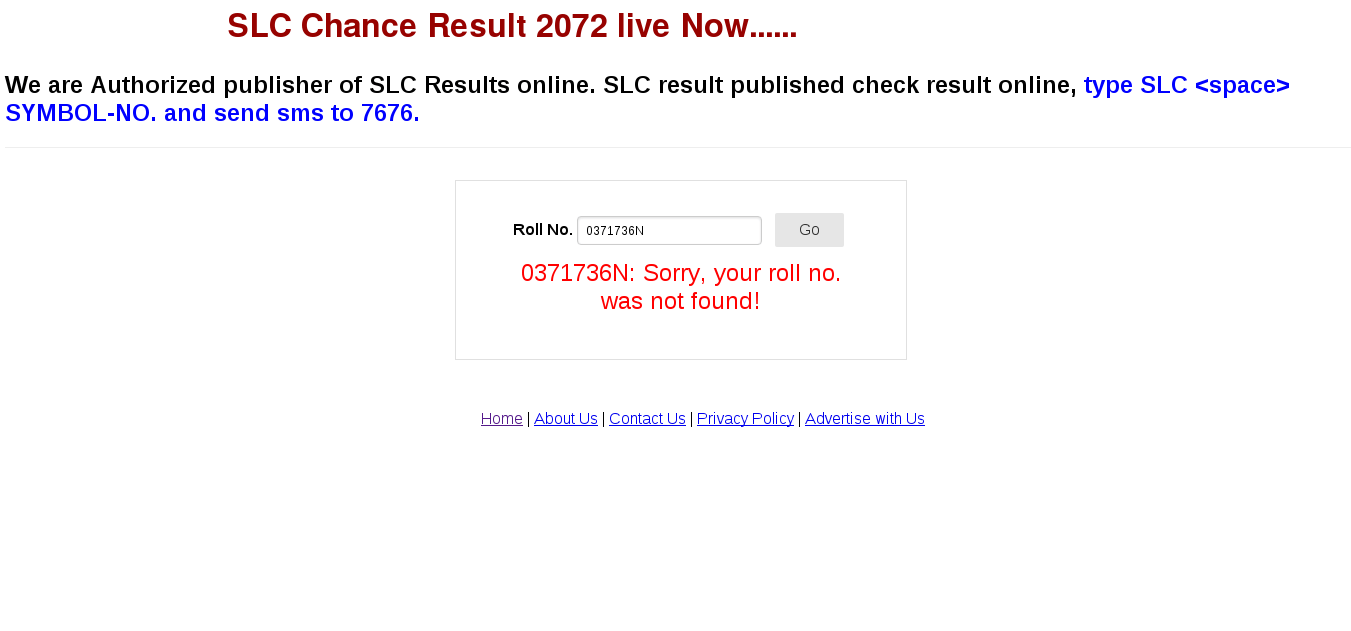 SLC Chance Result 2072 live Now......
We are Authorized publisher of SLC Results online. SLC result published check result online, type SLC <space>
SYMBOL-NO. and send sms to 7676.
Roll No. 0371736N Go
0371736N: Sorry, your roll no.
was not found!
Home | About Us | Contact Us | Privacy Policy | Advertise with Us